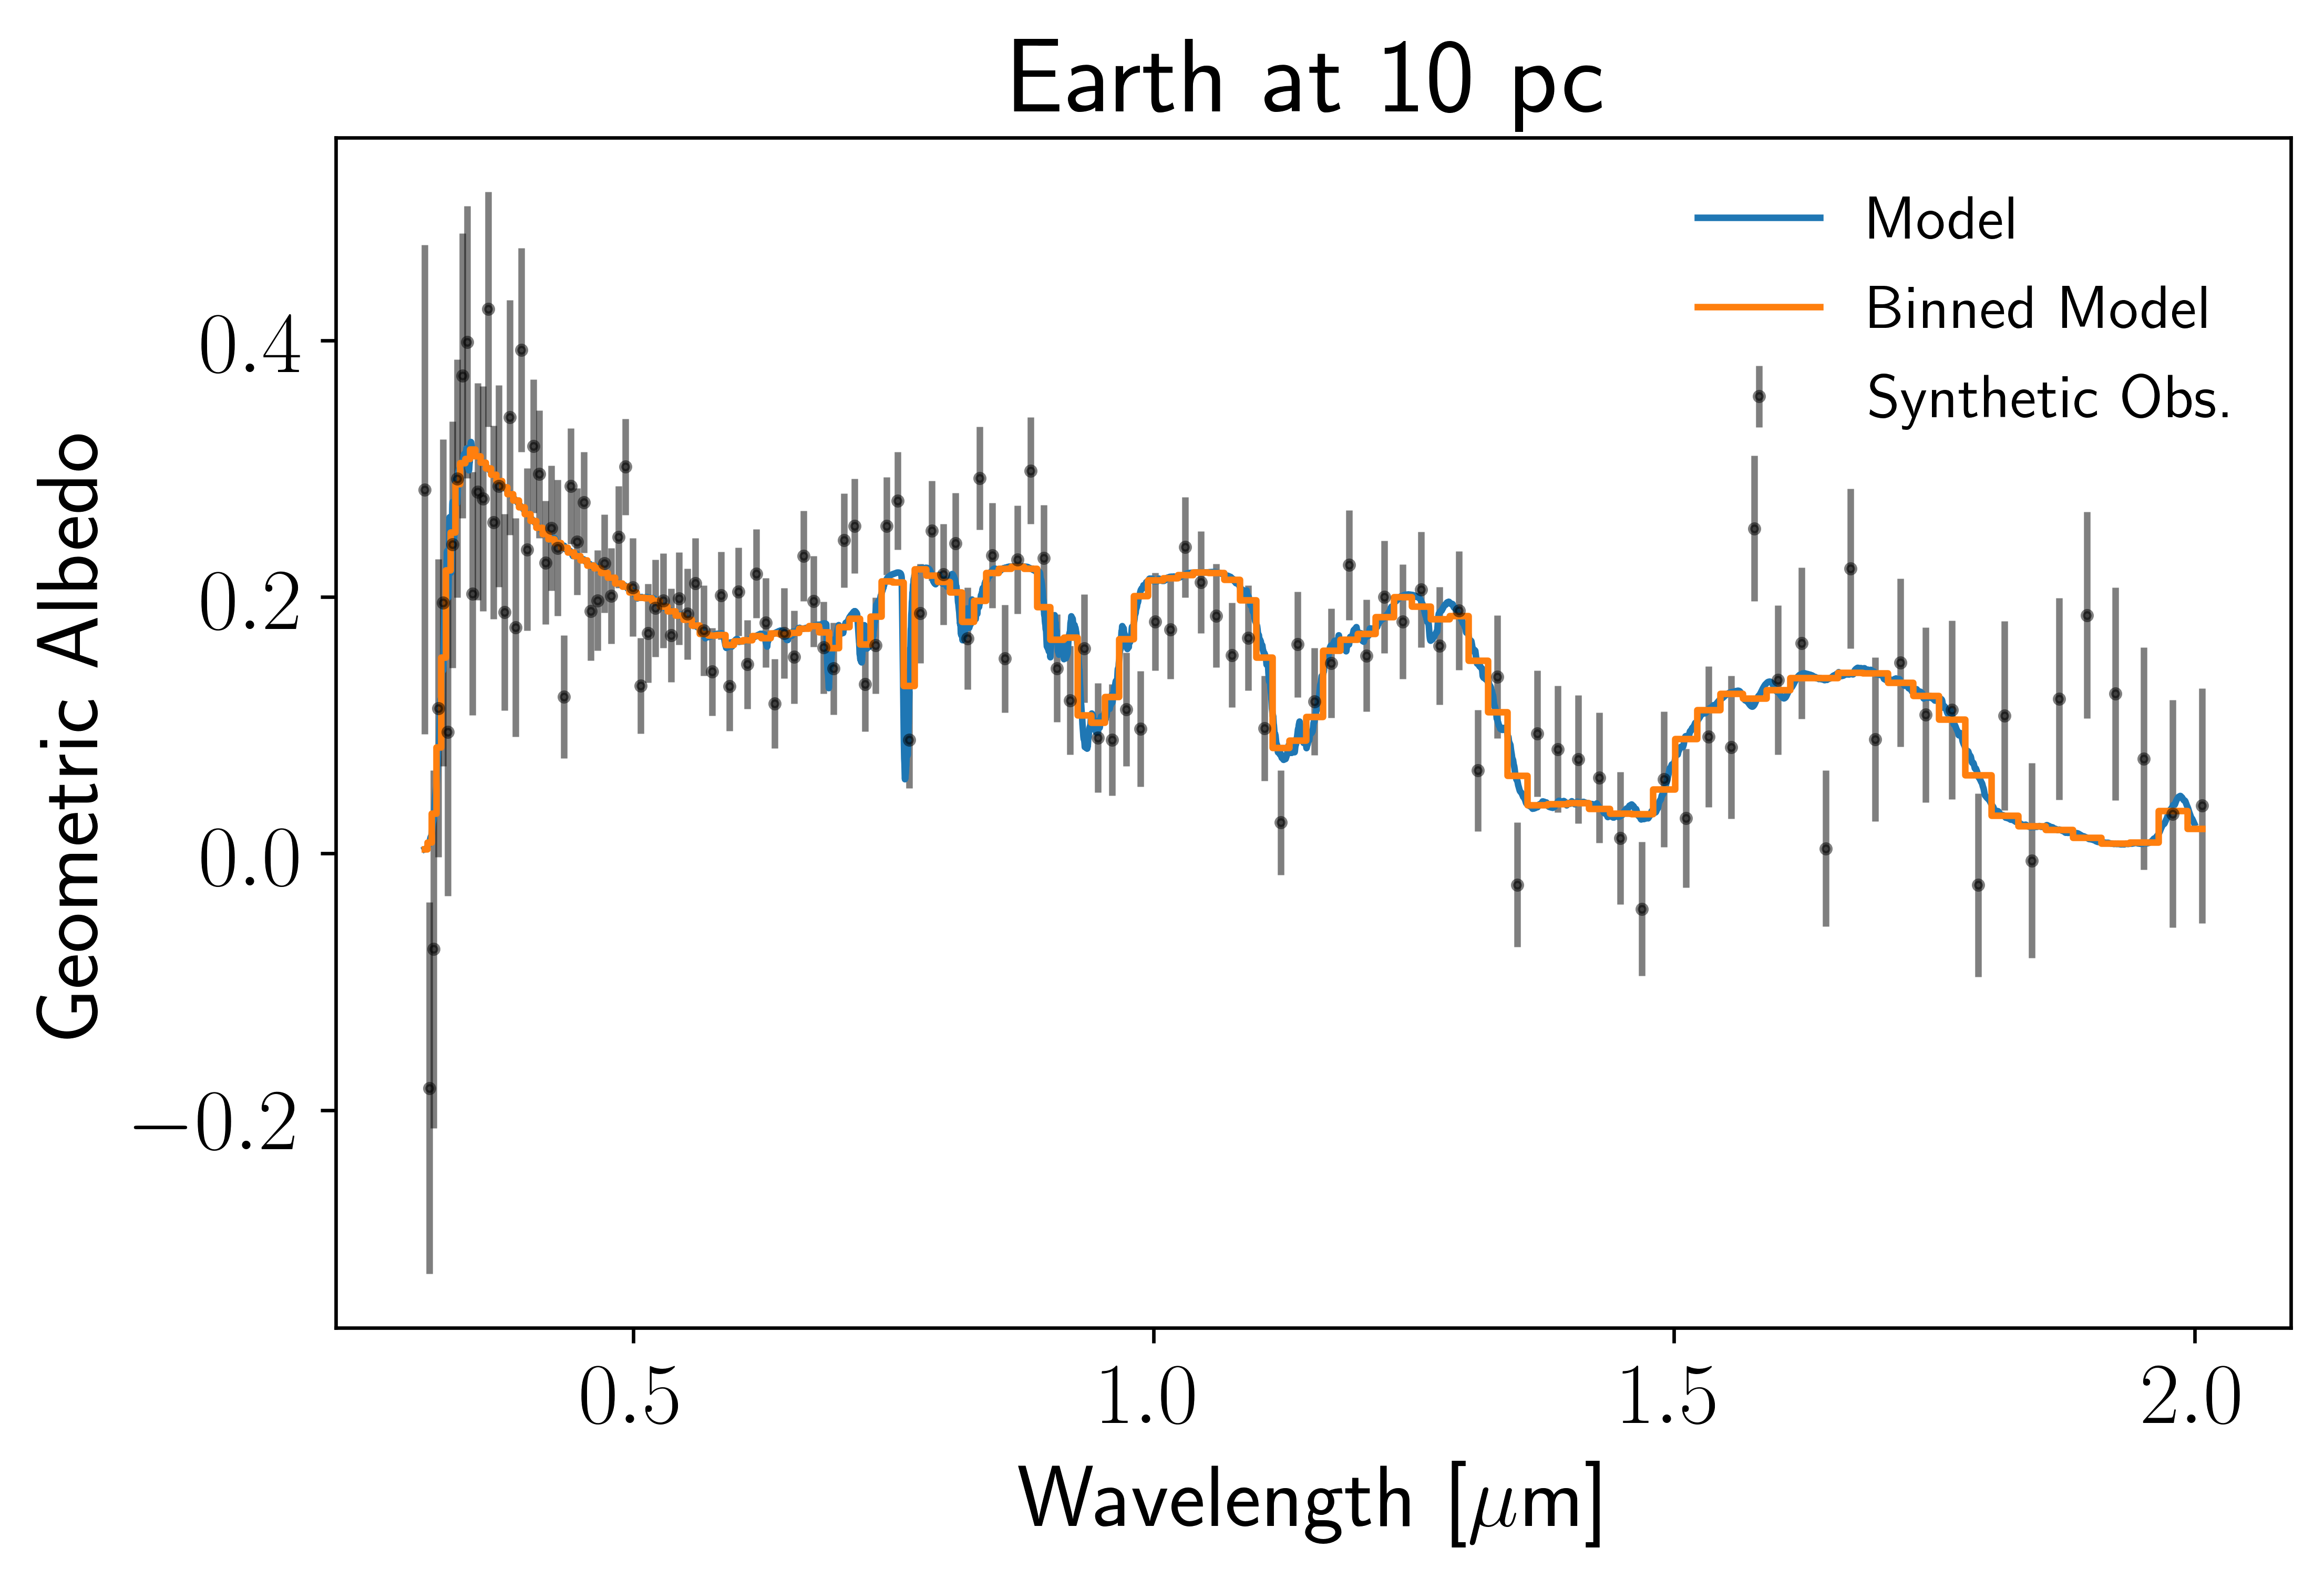 Earth at 10 pc
Model
Binned Model
Synthetic Obs.
Geometric Albedo
0.4
0.2
0.0
−0.2
0.5 1.0 1.5 2.0
Wavelength [μm]